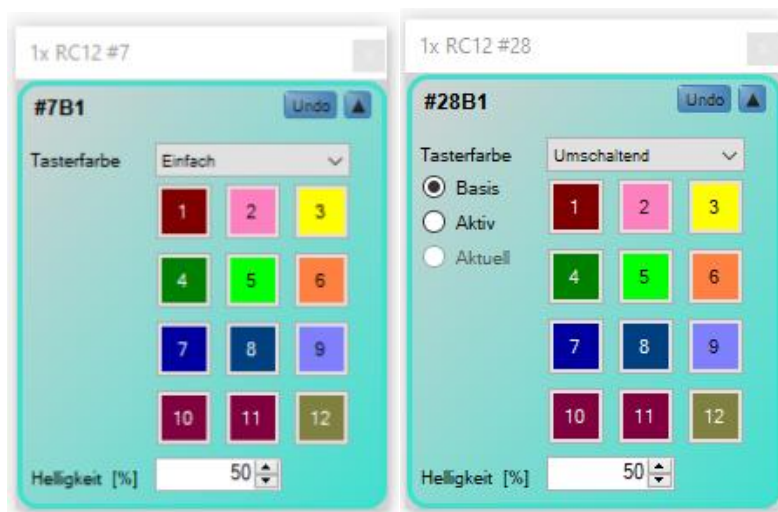 1x RC12 #7
#7B1
Undo
Tasterfarbe
Einfach
1 2 3
4 5 6
7 8 9
10 11 12
Helligkeit [%]
50
1x RC12 #28
#28B1
Undo
Tasterfarbe
Umschaltend
Basis
Aktiv
Aktuell
1 2 3
4 5 6
7 8 9
10 11 12
Helligkeit [%]
50